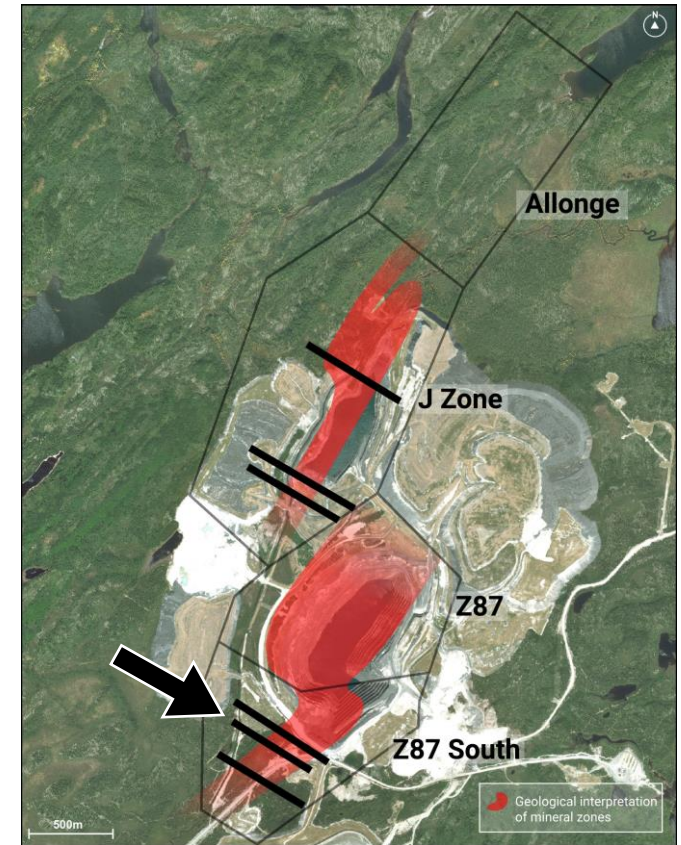 N
Allonge
J Zone
Z87
Z87 South
500m
Geological interpretation
of mineral zones